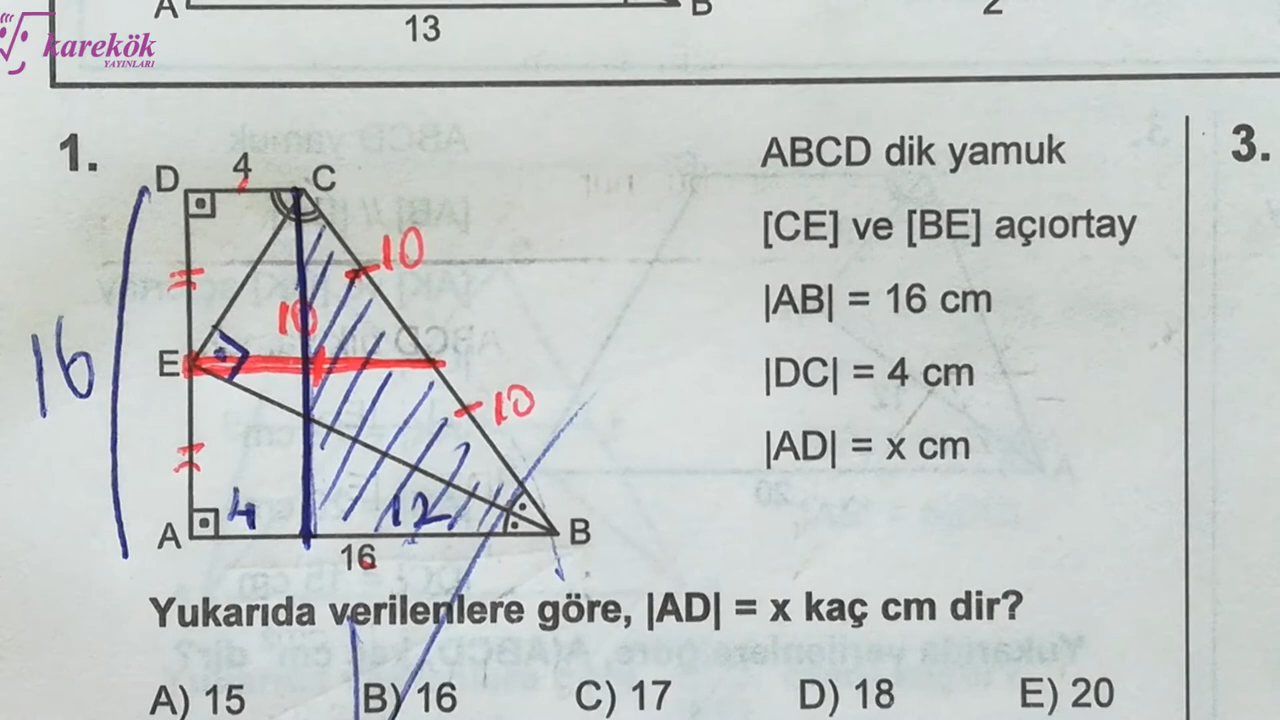 A B
13
2
karekök
YAYINLARI
1.
D 4 C
10
16
10
E
10
4 12
A B
16
ABCD dik yamuk
[CE] ve [BE] açıortay
|AB| = 16 cm
|DC| = 4 cm
|AD| = x cm
3.
Yukarıda verilenlere göre, |AD| = x kaç cm dir?
A) 15 B) 16 C) 17 D) 18 E) 20